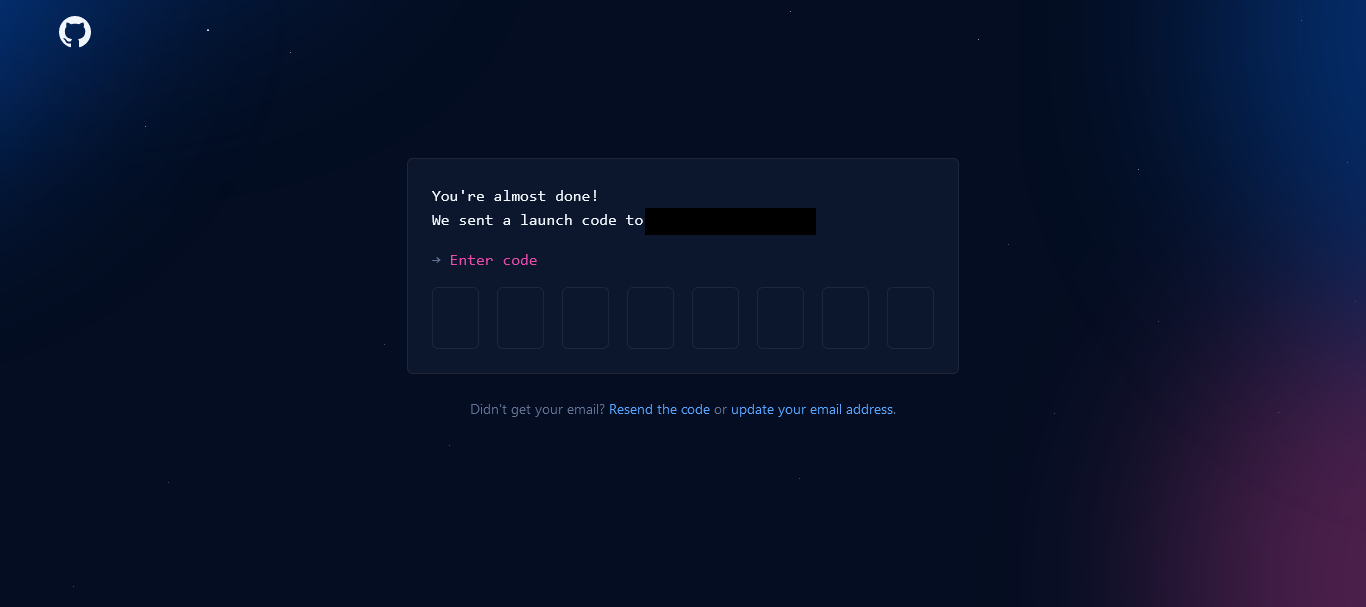 You're almost done!
We sent a launch code to
→ Enter code
Didn't get your email? Resend the code or update your email address.